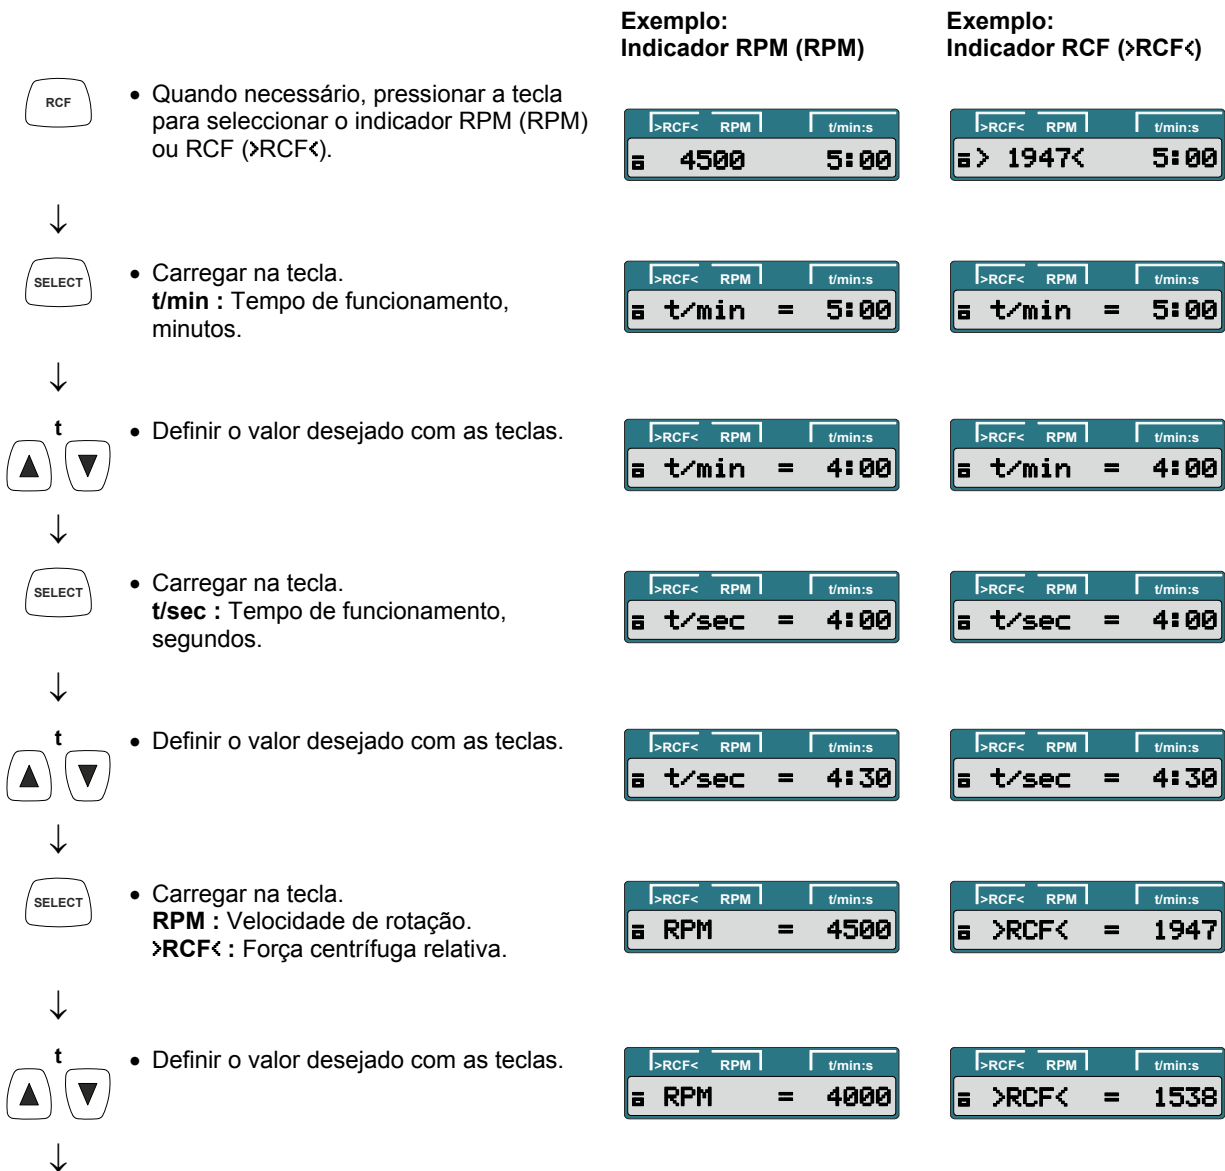 Exemplo:
Indicador RPM (RPM)
Exemplo:
Indicador RCF (>RCF<)
RCF
• Quando necessário, pressionar a tecla
para seleccionar o indicador RPM (RPM)
ou RCF (>RCF<).
>RCF< RPM t/min:s
4500 5:00
>RCF< RPM t/min:s
> 1947< 5:00
↓
SELECT
• Carregar na tecla.
t/min : Tempo de funcionamento,
minutos.
>RCF< RPM t/min:s
t/min = 5:00
>RCF< RPM t/min:s
t/min = 5:00
↓
t
▲ ▼
• Definir o valor desejado com as teclas.
>RCF< RPM t/min:s
t/min = 4:00
>RCF< RPM t/min:s
t/min = 4:00
↓
SELECT
• Carregar na tecla.
t/sec : Tempo de funcionamento,
segundos.
>RCF< RPM t/min:s
t/sec = 4:00
>RCF< RPM t/min:s
t/sec = 4:00
↓
t
▲ ▼
• Definir o valor desejado com as teclas.
>RCF< RPM t/min:s
t/sec = 4:30
>RCF< RPM t/min:s
t/sec = 4:30
↓
SELECT
• Carregar na tecla.
RPM : Velocidade de rotação.
>RCF< : Força centrífuga relativa.
>RCF< RPM t/min:s
RPM = 4500
>RCF< RPM t/min:s
>RCF< = 1947
↓
t
▲ ▼
• Definir o valor desejado com as teclas.
>RCF< RPM t/min:s
RPM = 4000
>RCF< RPM t/min:s
>RCF< = 1538
↓